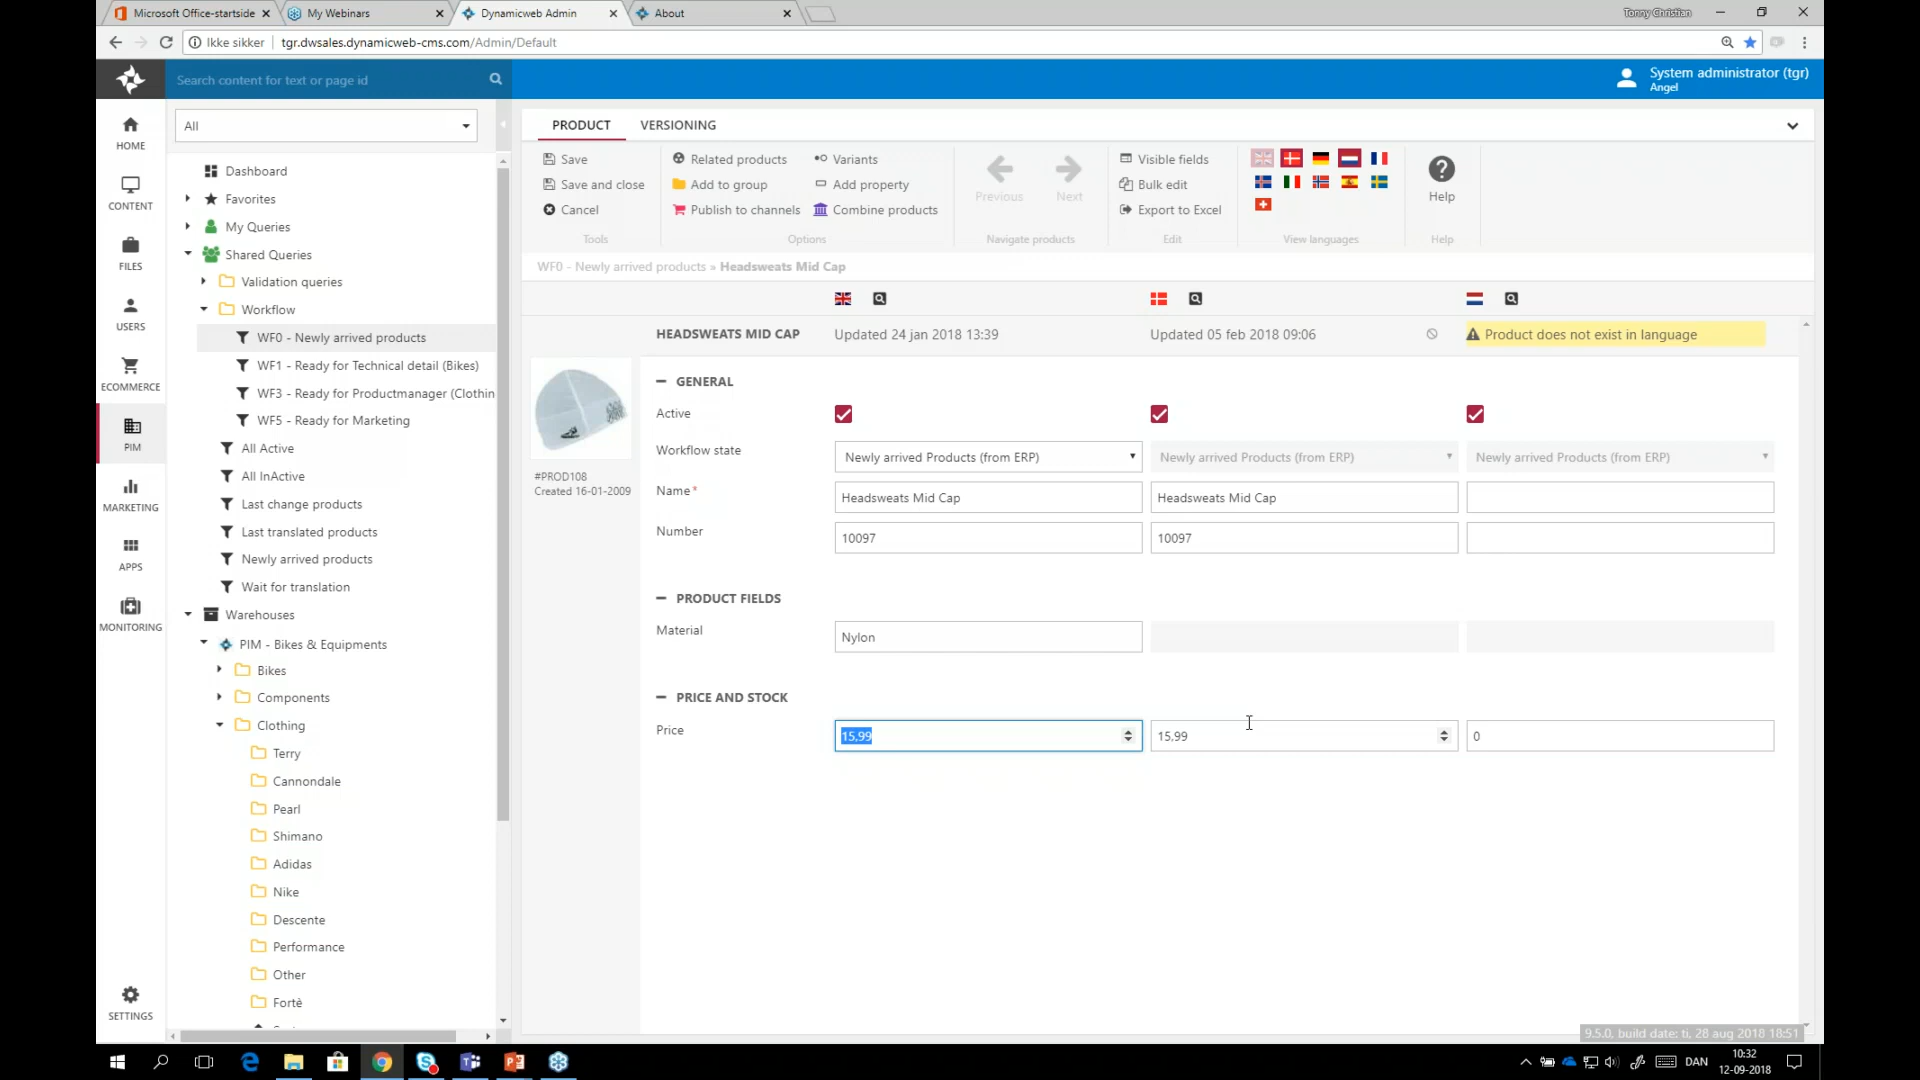 Microsoft Office-startside
My Webinars
Dynamicweb Admin
About
Tonny Christian
Ikke sikker
tgr.dwsales.dynamicweb-cms.com/Admin/Default
Search content for text or page id
System administrator (tgr)
Angel
HOME
CONTENT
FILES
USERS
ECOMMERCE
PIM
MARKETING
APPS
MONITORING
SETTINGS
All
Dashboard
Favorites
My Queries
Shared Queries
Validation queries
Workflow
WF0 - Newly arrived products
WF1 - Ready for Technical detail (Bikes)
WF3 - Ready for Productmanager (Clothin
WF5 - Ready for Marketing
All Active
All InActive
Last change products
Last translated products
Newly arrived products
Wait for translation
Warehouses
PIM - Bikes & Equipments
Bikes
Components
Clothing
Terry
Cannondale
Pearl
Shimano
Adidas
Nike
Descente
Performance
Other
Fortè
PRODUCT
VERSIONING
Save
Save and close
Cancel
Tools
Related products
Add to group
Publish to channels
Variants
Add property
Combine products
Options
Previous
Next
Navigate products
Visible fields
Bulk edit
Export to Excel
Edit
View languages
Help
Help
WF0 - Newly arrived products » Headsweats Mid Cap
HEADSWEATS MID CAP
Updated 24 jan 2018 13:39
Updated 05 feb 2018 09:06
Product does not exist in language
#PROD108
Created 16-01-2009
GENERAL
Active
Workflow state
Newly arrived Products (from ERP)
Newly arrived Products (from ERP)
Newly arrived Products (from ERP)
Name*
Headsweats Mid Cap
Headsweats Mid Cap
Number
10097
10097
PRODUCT FIELDS
Material
Nylon
PRICE AND STOCK
Price
15,99
15,99
0
9.5.0, build date: ti, 28 aug 2018 18:51
DAN
10:32
12-09-2018